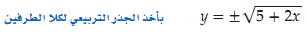 y = ±√5 + 2x بأخذ الجذر التربيعي لكلا الطرفين